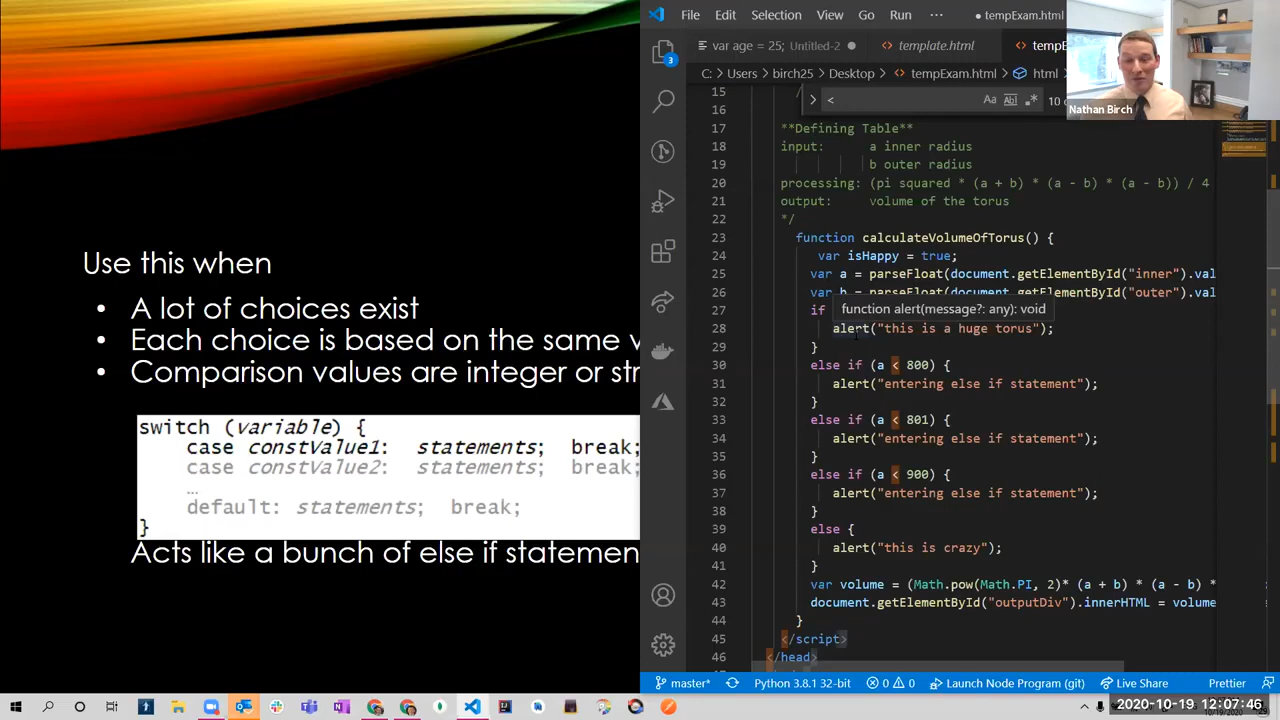 Use this when
• A lot of choices exist
• Each choice is based on the same v
• Comparison values are integer or str
switch (variable) {
case constValue1: statements; break;
case constValue2: statements; break;
…
default: statements; break;
}
Acts like a bunch of else if statemen
File Edit Selection View Go Run ··· ● tempExam.html
var age = 25; Untitled-2 ●
template.html
tempE
C: > Users > birch25 > Desktop > tempExam.html > html >
3
<
Aa Abl .*
10 o
Nathan Birch
15 /
16
17 **Defining Table**
18 input: a inner radius
19 b outer radius
20 processing: (pi squared * (a + b) * (a - b) * (a - b)) / 4
21 output: volume of the torus
22 */
23 function calculateVolumeOfTorus() {
24 var isHappy = true;
25 var a = parseFloat(document.getElementById("inner").val
26 var b = parseFloat(document.getElementById("outer").val
function alert(message?: any): void
27 if
28 alert("this is a huge torus");
29 }
30 else if (a < 800) {
31 alert("entering else if statement");
32 }
33 else if (a < 801) {
34 alert("entering else if statement");
35 }
36 else if (a < 900) {
37 alert("entering else if statement");
38 }
39 else {
40 alert("this is crazy");
41 }
42 var volume = (Math.pow(Math.PI, 2)* (a + b) * (a - b) *
43 document.getElementById("outputDiv").innerHTML = volume
44 }
45 </script>
46 </head>
master* Python 3.8.1 32-bit 0 0 Launch Node Program (git) Live Share Prettier
2020-10-19 12:07:46